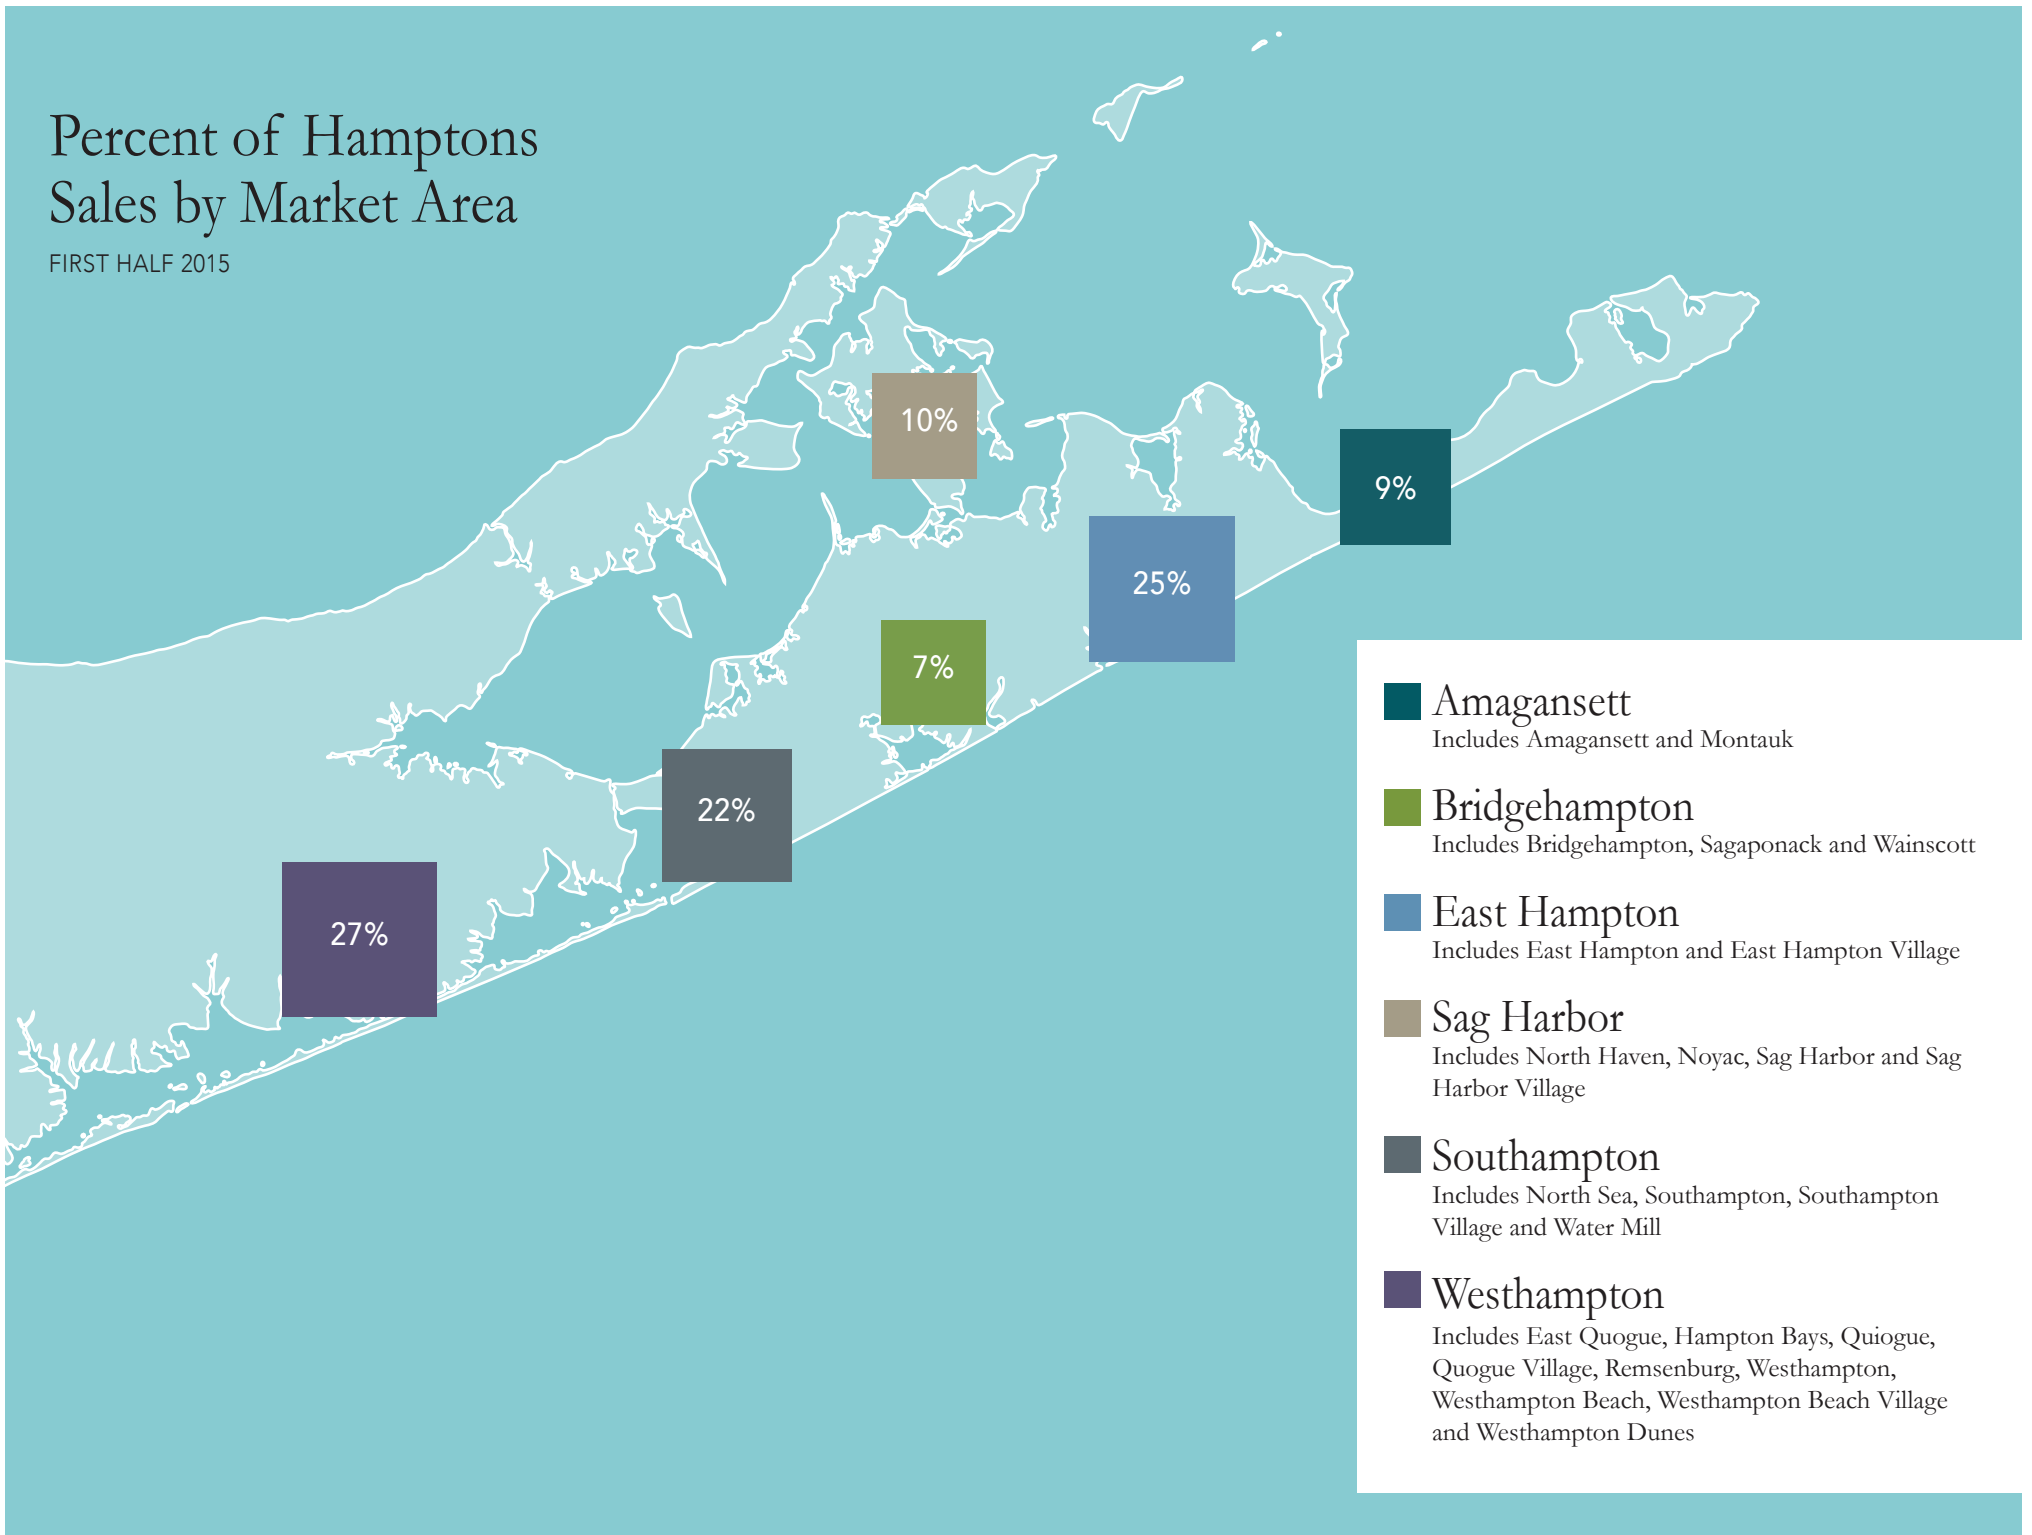 Percent of Hamptons
Sales by Market Area
FIRST HALF 2015
10%
9%
25%
7%
22%
27%
Amagansett
Includes Amagansett and Montauk
Bridgehampton
Includes Bridgehampton, Sagaponack and Wainscott
East Hampton
Includes East Hampton and East Hampton Village
Sag Harbor
Includes North Haven, Noyac, Sag Harbor and Sag
Harbor Village
Southampton
Includes North Sea, Southampton, Southampton
Village and Water Mill
Westhampton
Includes East Quogue, Hampton Bays, Quiogue,
Quogue Village, Remsenburg, Westhampton,
Westhampton Beach, Westhampton Beach Village
and Westhampton Dunes